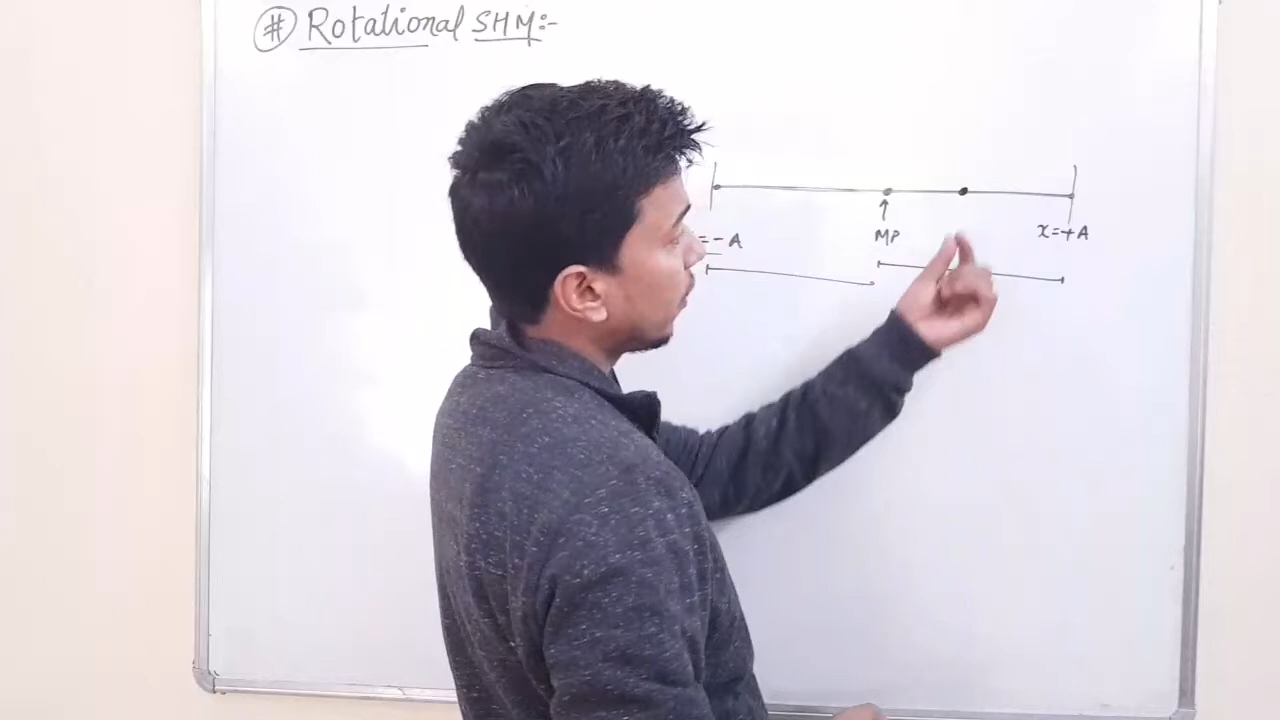 # Rotational SHM:-
= -A
MP
x=+A